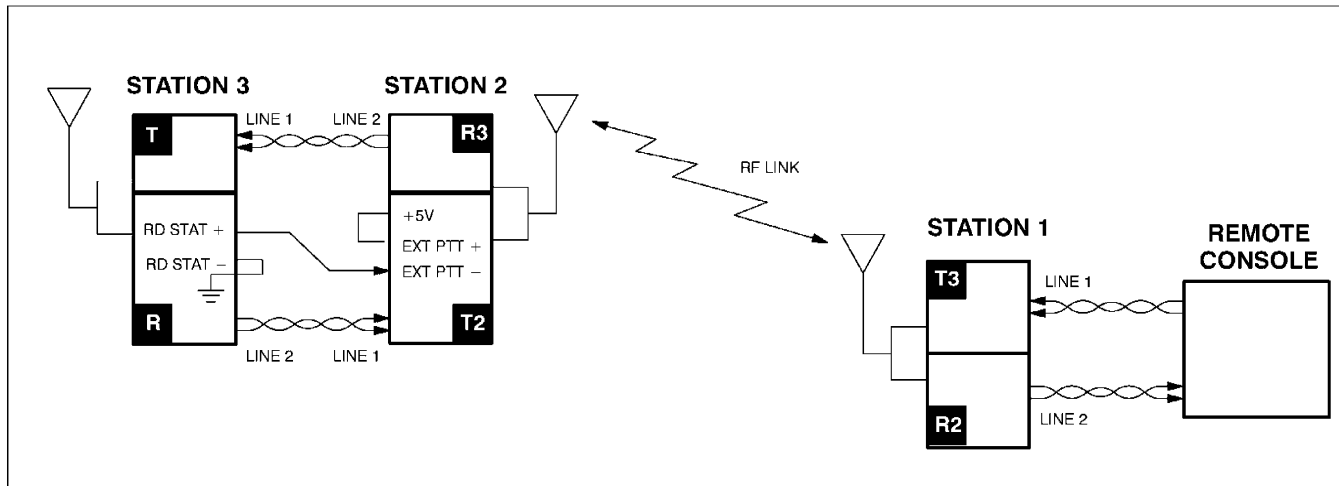 STATION 3
STATION 2
T
LINE 1
LINE 2
R3
RF LINK
RD STAT +
RD STAT −
+5V
EXT PTT +
EXT PTT −
R
LINE 2
LINE 1
T2
STATION 1
REMOTE
CONSOLE
T3
LINE 1
R2
LINE 2